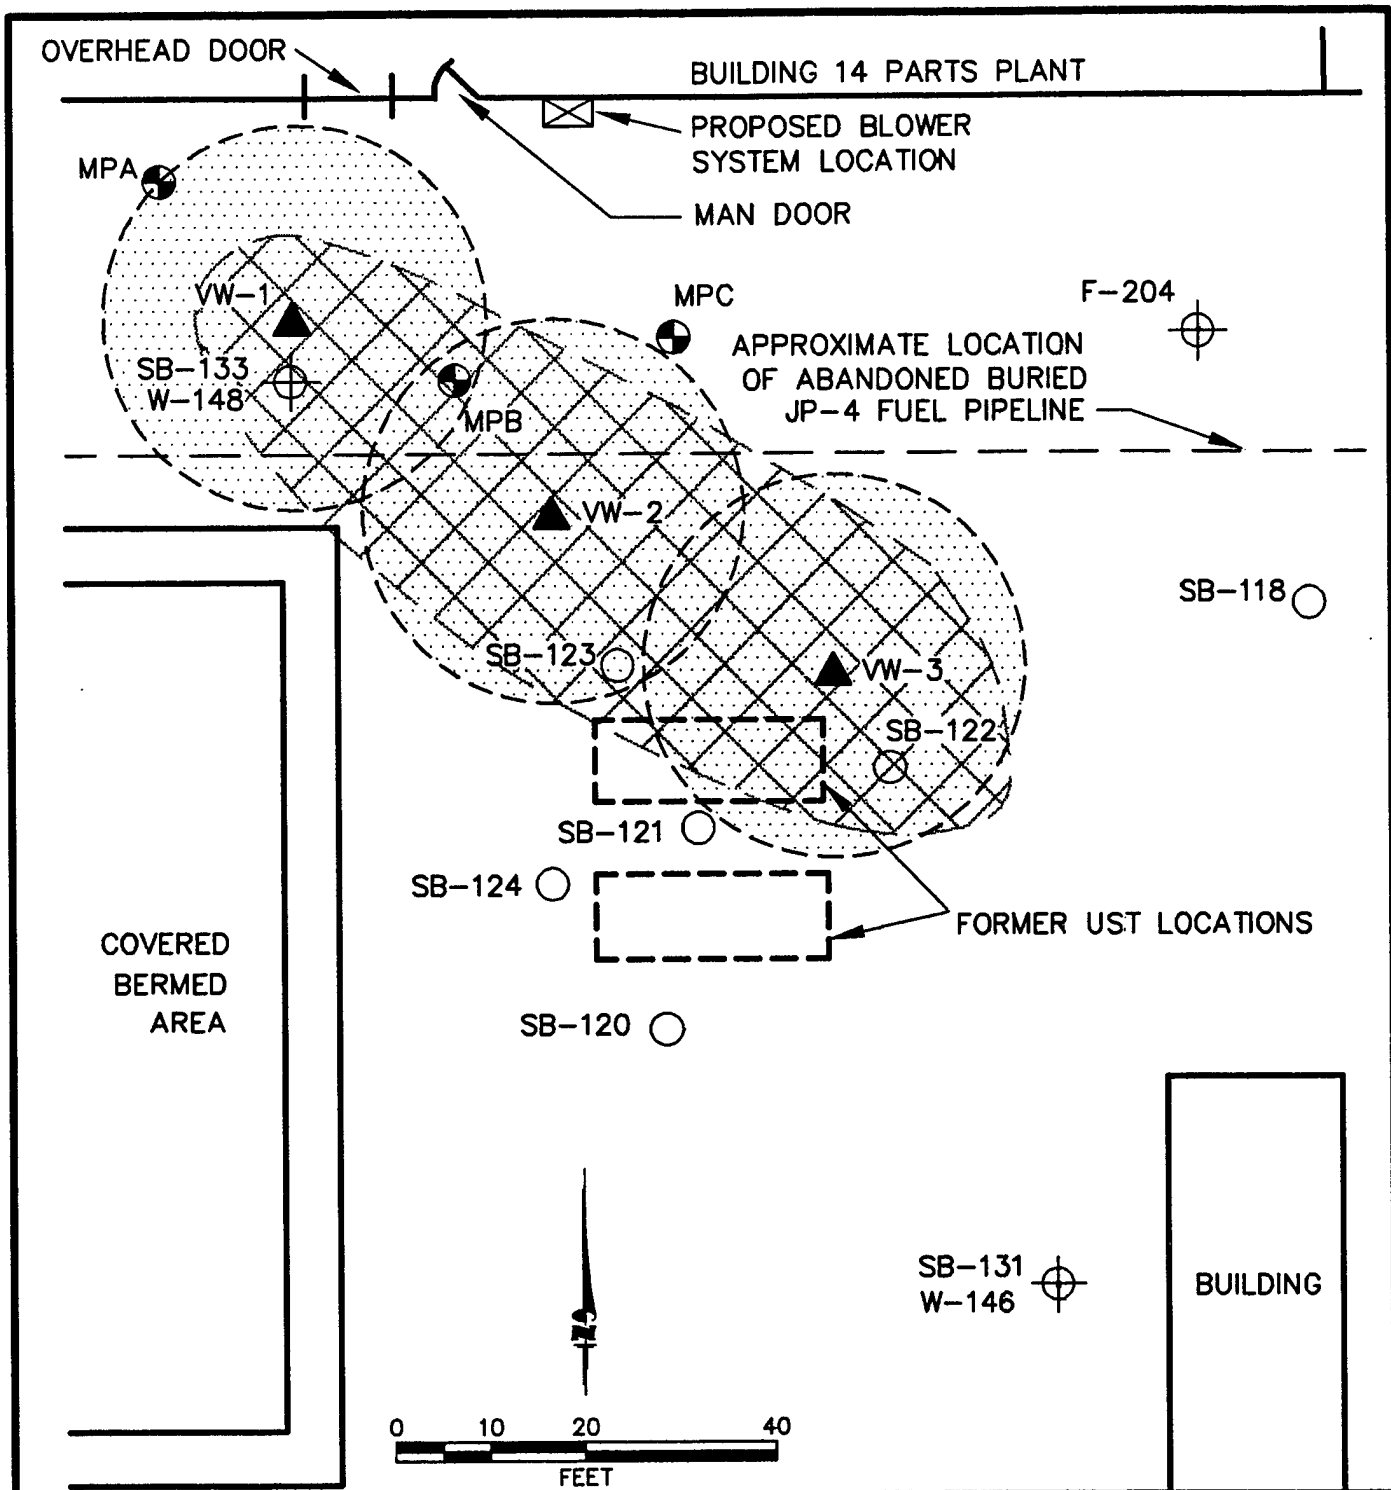 OVERHEAD DOOR
BUILDING 14 PARTS PLANT
PROPOSED BLOWER
SYSTEM LOCATION
MPA
MAN DOOR
VW-1
MPC
F-204
APPROXIMATE LOCATION
OF ABANDONED BURIED
JP-4 FUEL PIPELINE
SB-133
W-148
MPB
VW-2
SB-118
SB-123
VW-3
SB-122
SB-121
SB-124
FORMER UST LOCATIONS
COVERED
BERMED
AREA
SB-120
SB-131
W-146
BUILDING
N
0 10 20 40
FEET